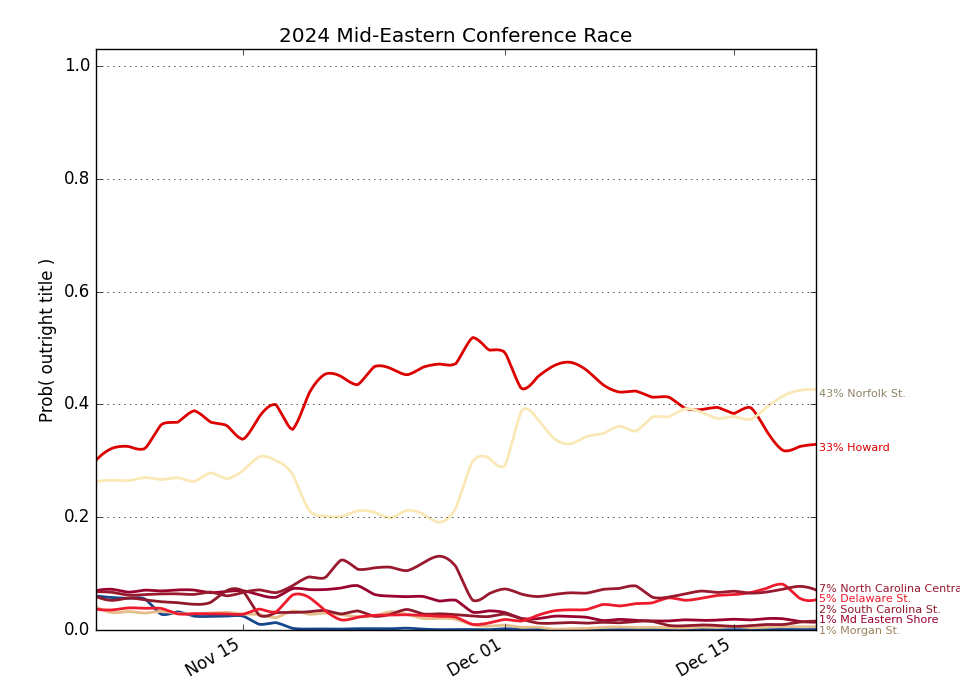 2024 Mid-Eastern Conference Race
Prob( outright title )
1.0
0.8
0.6
0.4
0.2
0.0
Nov 15
Dec 01
Dec 15
43% Norfolk St.
33% Howard
7% North Carolina Centra
5% Delaware St.
2% South Carolina St.
1% Md Eastern Shore
1% Morgan St.